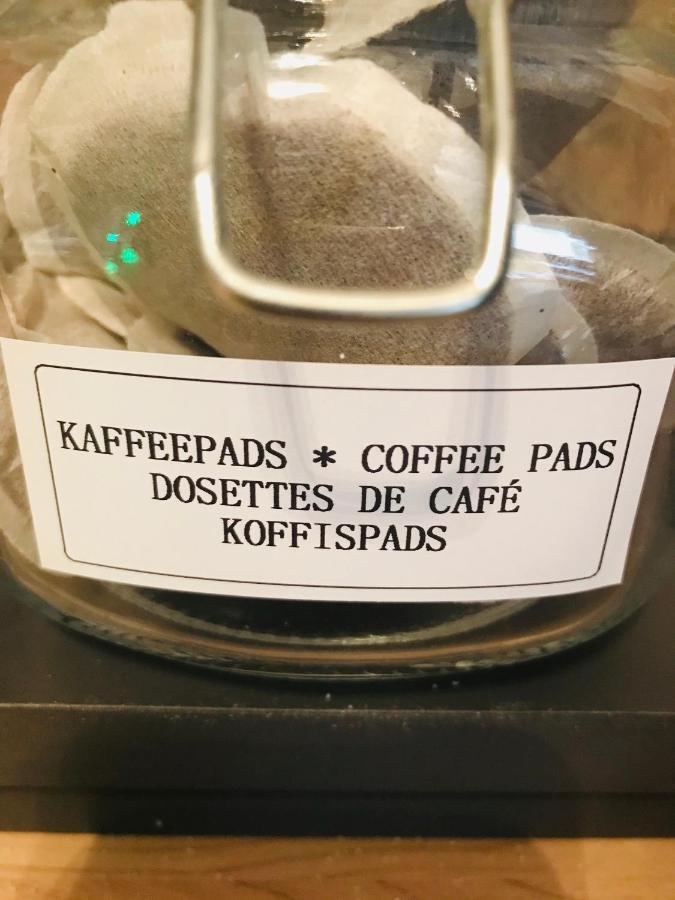 KAFFEEPADS * COFFEE PADS
DOSETTES DE CAFÉ
KOFFISPADS